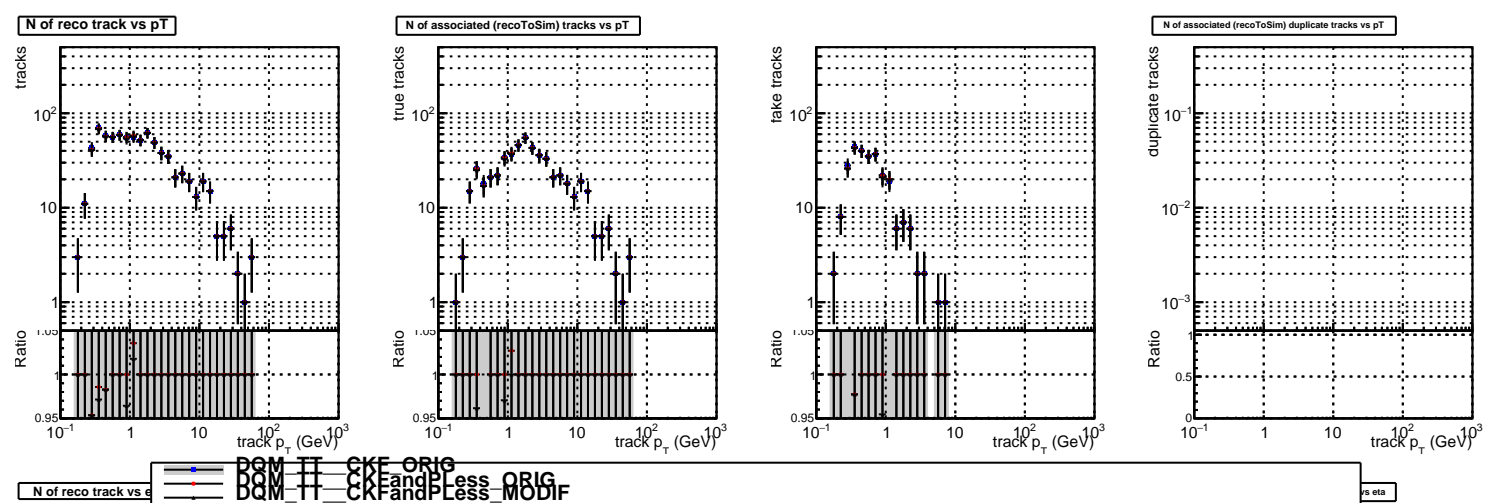 N of reco track vs pT
N of associated (recoToSim) tracks vs pT
N of associated (recoToSim) duplicate tracks vs pT
tracks
10²
10
1
Ratio
1.05
1
0.95
10⁻¹ 1 10 10² 10³
track p_T (GeV)
true tracks
10²
10
1
Ratio
1.05
1
0.95
10⁻¹ 1 10 10² 10³
track p_T (GeV)
fake tracks
10²
10
1
Ratio
1.05
1
0.95
10⁻¹ 1 10 10² 10³
track p_T (GeV)
duplicate tracks
10⁻¹
10⁻²
10⁻³
Ratio
1
0.5
0
10⁻¹ 1 10 10² 10³
track p_T (GeV)
DQM_TT__CKF_ORIG
DQM_TT__CKFandPLess_ORIG
DQM_TT__CKFandPLess_MODIF
N of reco track vs e
vs eta